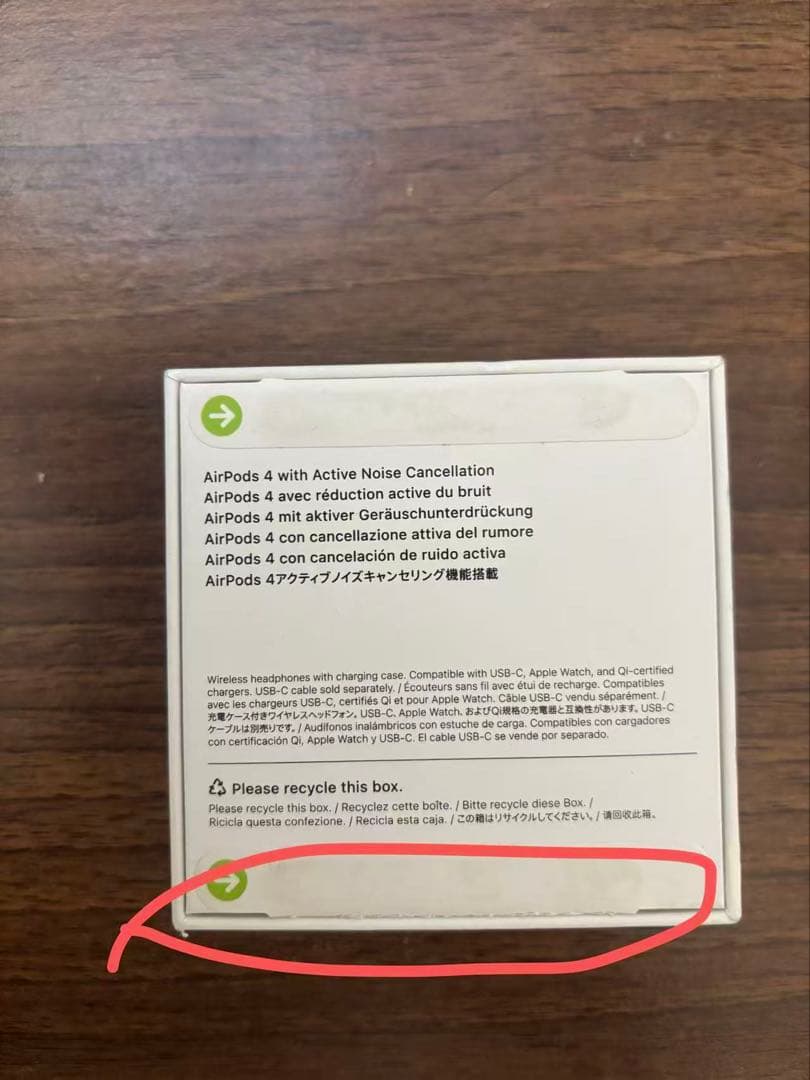 AirPods 4 with Active Noise Cancellation
AirPods 4 avec réduction active du bruit
AirPods 4 mit aktiver Geräuschunterdrückung
AirPods 4 con cancellazione attiva del rumore
AirPods 4 con cancelación de ruido activa
AirPods 4アクティブノイズキャンセリング機能搭載
Wireless headphones with charging case. Compatible with USB-C, Apple Watch, and Qi-certified
chargers. USB-C cable sold separately. / Écouteurs sans fil avec étui de recharge. Compatibles
avec les chargeurs USB-C, certifiés Qi et pour Apple Watch. Câble USB-C vendu séparément. /
充電ケース付きワイヤレスヘッドフォン。USB-C、Apple Watch、およびQi規格の充電器と互換性があります。USB-C
ケーブルは別売りです。/ Audífonos inalámbricos con estuche de carga. Compatibles con cargadores
con certificación Qi, Apple Watch y USB-C. El cable USB-C se vende por separado.
Please recycle this box.
Please recycle this box. / Recyclez cette boîte. / Bitte recycle diese Box. /
Ricicla questa confezione. / Recicla esta caja. / この箱はリサイクルしてください。/ 请回收此箱。